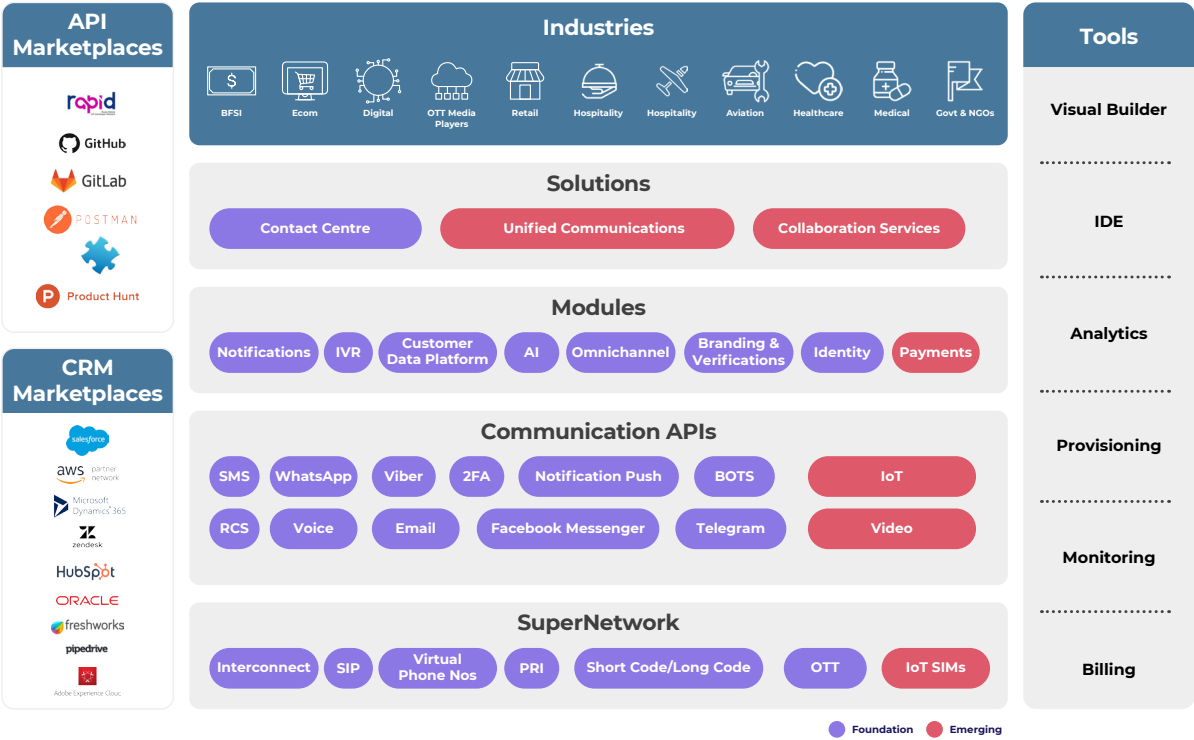 API
Marketplaces
rapid
GitHub
GitLab
POSTMAN
P
Product Hunt
CRM
Marketplaces
salesforce
aws
partner
network
Microsoft
Dynamics 365
zendesk
HubSpot
ORACLE
freshworks
pipedrive
Adobe Experience Cloud
Industries
$
BFSI
Ecom
Digital
OTT Media
Players
Retail
Hospitality
Hospitality
Aviation
Healthcare
Medical
Govt & NGOs
Solutions
Contact Centre
Unified Communications
Collaboration Services
Modules
Notifications
IVR
Customer
Data Platform
AI
Omnichannel
Branding &
Verifications
Identity
Payments
Communication APIs
SMS
WhatsApp
Viber
2FA
Notification Push
BOTS
IoT
RCS
Voice
Email
Facebook Messenger
Telegram
Video
SuperNetwork
Interconnect
SIP
Virtual
Phone Nos
PRI
Short Code/Long Code
OTT
IoT SIMs
Foundation
Emerging
Tools
Visual Builder
IDE
Analytics
Provisioning
Monitoring
Billing